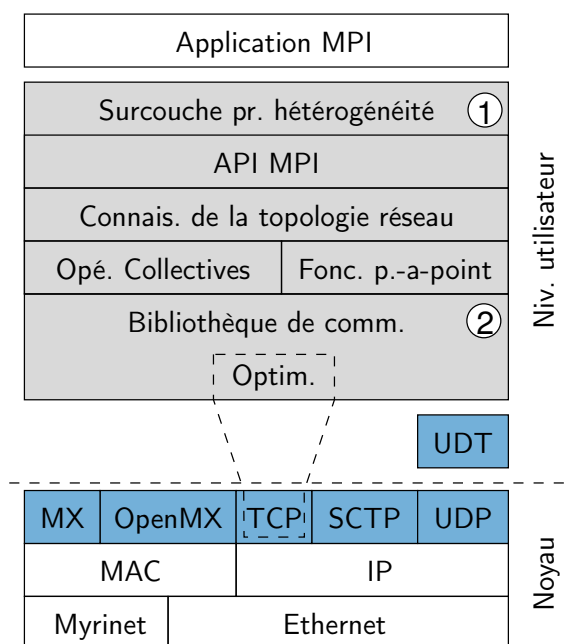 Application MPI
Surcouche pr. hétérogénéité 1
API MPI
Connais. de la topologie réseau
Opé. Collectives Fonc. p.-a-point
Bibliothèque de comm. 2
Optim.
Niv. utilisateur
UDT
MX OpenMX TCP SCTP UDP
MAC IP
Myrinet Ethernet
Noyau